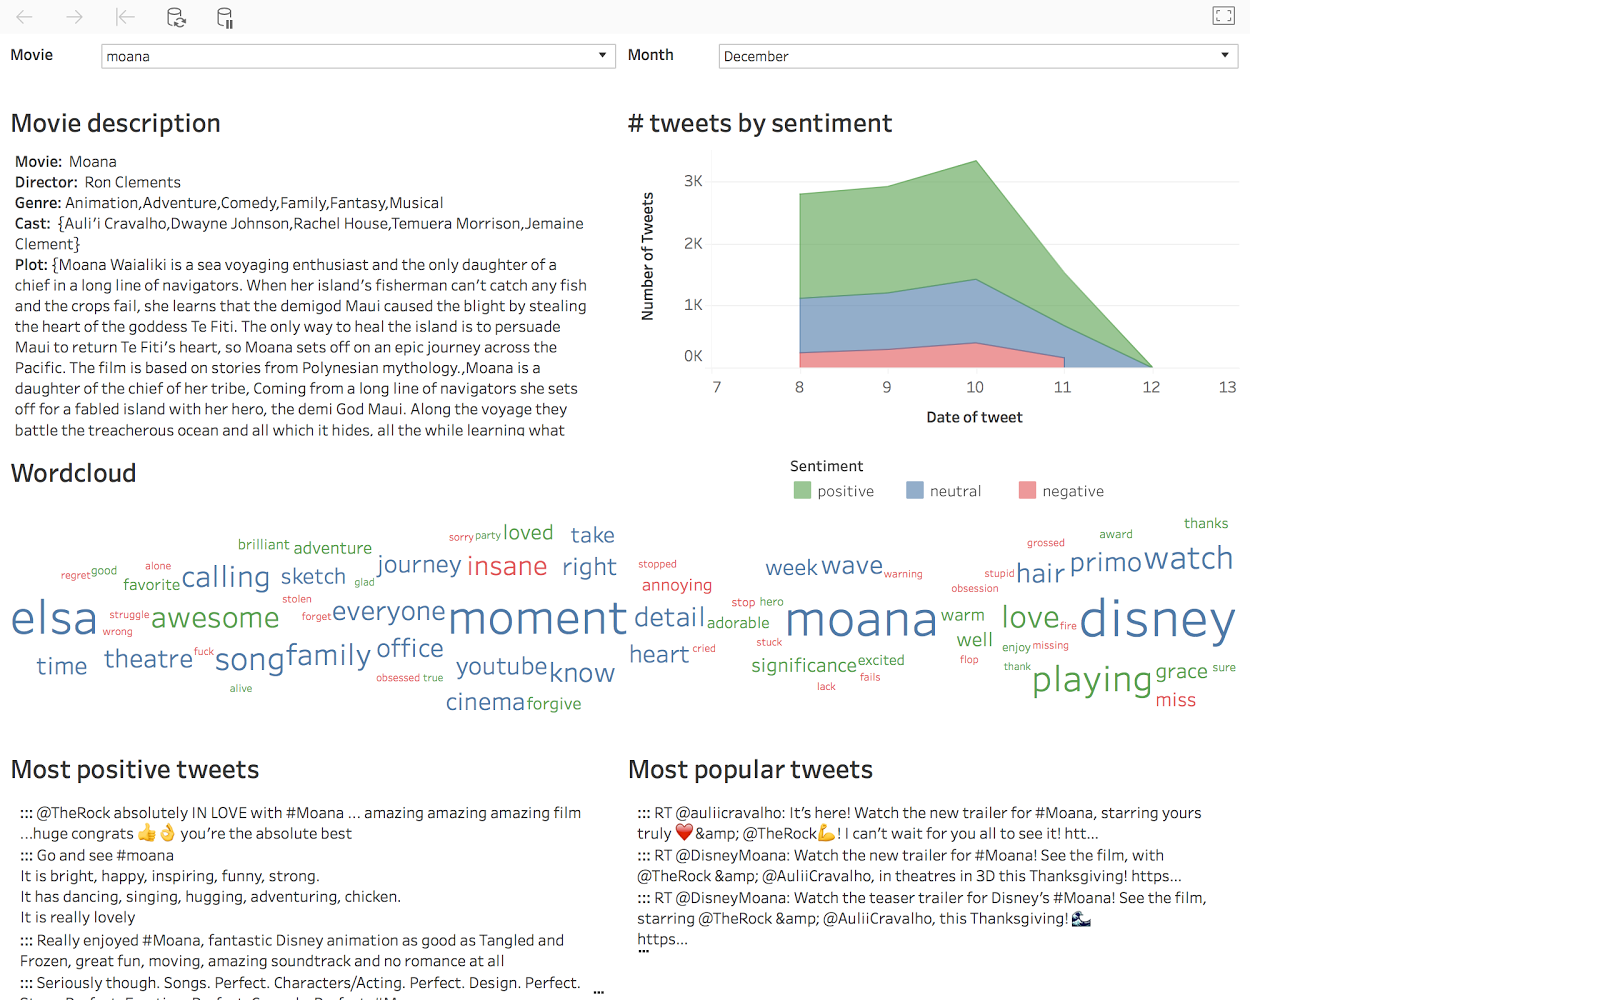 Movie
moana
Month
December
Movie description
Movie: Moana
Director: Ron Clements
Genre: Animation,Adventure,Comedy,Family,Fantasy,Musical
Cast: {Auli’i Cravalho,Dwayne Johnson,Rachel House,Temuera Morrison,Jemaine
Clement}
Plot: {Moana Waialiki is a sea voyaging enthusiast and the only daughter of a
chief in a long line of navigators. When her island’s fisherman can’t catch any fish
and the crops fail, she learns that the demigod Maui caused the blight by stealing
the heart of the goddess Te Fiti. The only way to heal the island is to persuade
Maui to return Te Fiti’s heart, so Moana sets off on an epic journey across the
Pacific. The film is based on stories from Polynesian mythology.,Moana is a
daughter of the chief of her tribe, Coming from a long line of navigators she sets
off for a fabled island with her hero, the demi God Maui. Along the voyage they
battle the treacherous ocean and all which it hides, all the while learning what
# tweets by sentiment
Number of Tweets
3K
2K
1K
0K
7 8 9 10 11 12 13
Date of tweet
Wordcloud
Sentiment
positive neutral negative
thanks
sorry party loved take award
brilliant adventure grossed
regret good alone journey insane right stopped week wave warning primo watch
favorite calling sketch glad annoying stupid hair
obsession
stolen
elsa struggle awesome forget everyone moment detail stop hero moana warm love fire disney
wrong adorable
time theatre fuck song family office heart cried stuck well enjoy missing
youtube know significance excited flop thank playing grace sure
obsessed true fails
alive lack miss
cinema forgive
Most positive tweets
::: @TheRock absolutely IN LOVE with #Moana ... amazing amazing amazing film
...huge congrats 👍👌 you’re the absolute best
::: Go and see #moana
It is bright, happy, inspiring, funny, strong.
It has dancing, singing, hugging, adventuring, chicken.
It is really lovely
::: Really enjoyed #Moana, fantastic Disney animation as good as Tangled and
Frozen, great fun, moving, amazing soundtrack and no romance at all
::: Seriously though. Songs. Perfect. Characters/Acting. Perfect. Design. Perfect.
...
Most popular tweets
::: RT @auliicravalho: It’s here! Watch the new trailer for #Moana, starring yours
truly ❤️&amp; @TheRock💪! I can’t wait for you all to see it! htt...
::: RT @DisneyMoana: Watch the new trailer for #Moana! See the film, with
@TheRock &amp; @AuliiCravalho, in theatres in 3D this Thanksgiving! https...
::: RT @DisneyMoana: Watch the teaser trailer for Disney’s #Moana! See the film,
starring @TheRock &amp; @AuliiCravalho, this Thanksgiving! 🌊
https...
...